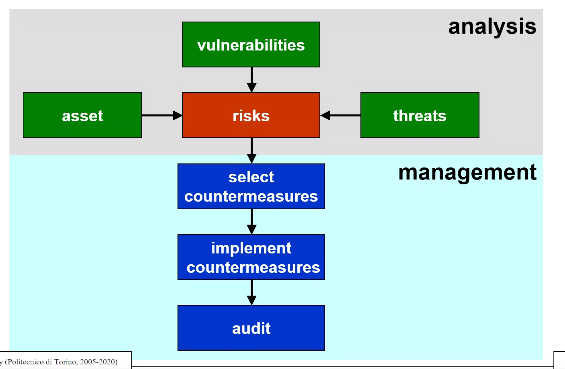 analysis
vulnerabilities
asset
risks
threats
management
select
countermeasures
implement
countermeasures
audit
y (Politecnico di Torino, 2005-2020)